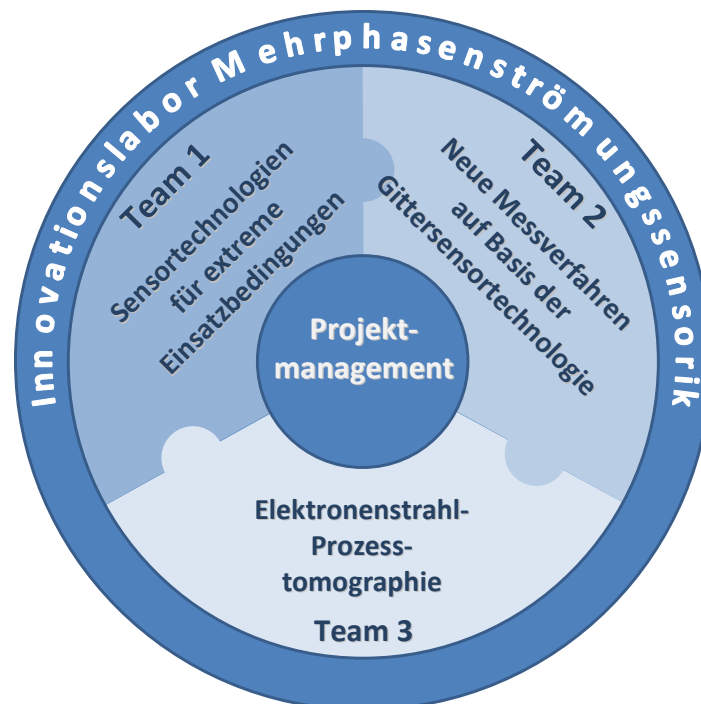 Innovationslabor Mehrphasenströmungssensorik
Team 1
Sensortechnologien
für extreme
Einsatzbedingungen
Team 2
Neue Messverfahren
auf Basis der
Gittersensortechnologie
Projekt-
management
Elektronenstrahl-
Prozess-
tomographie
Team 3